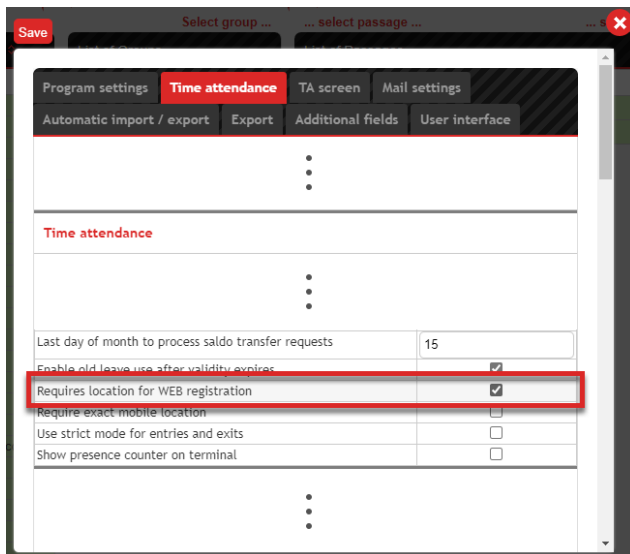 Select group ...
... select passage ...
... s
Save
Program settings
Time attendance
TA screen
Mail settings
Automatic import / export
Export
Additional fields
User interface
Time attendance
Last day of month to process saldo transfer requests
15
Enable old leave use after validity expires
Requires location for WEB registration
Require exact mobile location
Use strict mode for entries and exits
Show presence counter on terminal